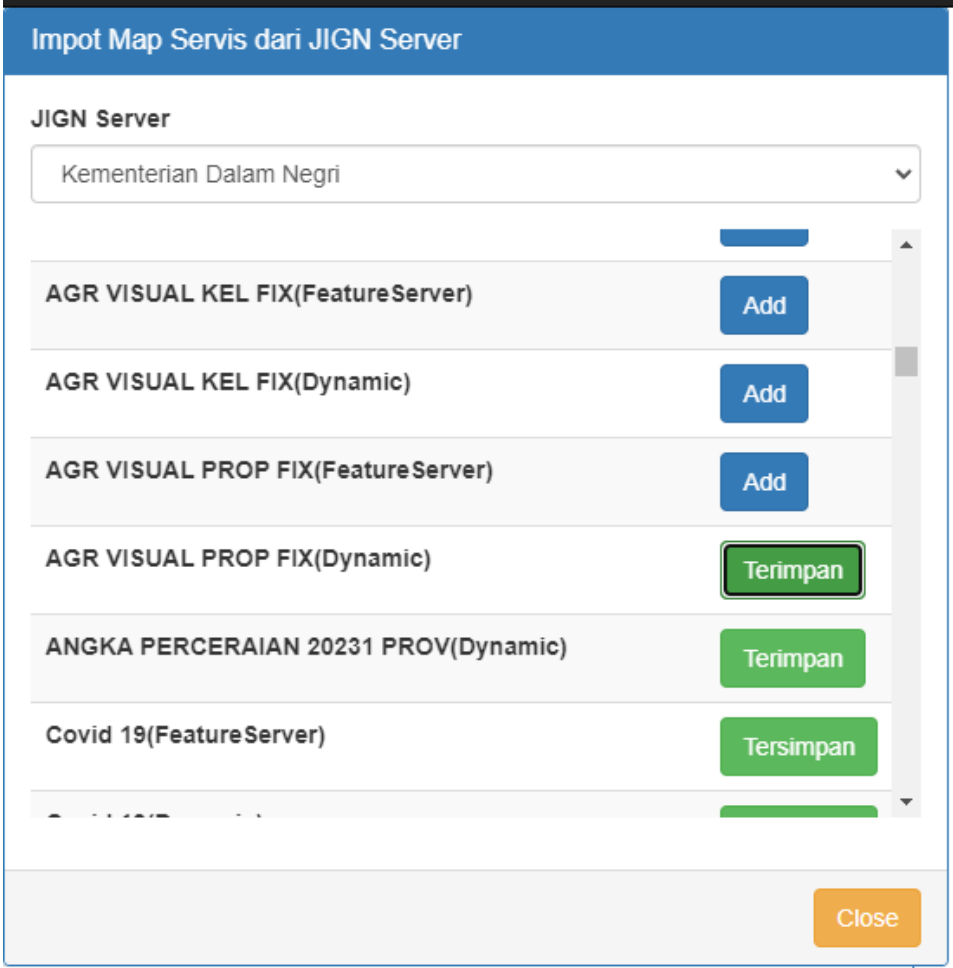 Impot Map Servis dari JIGN Server
JIGN Server
Kementerian Dalam Negri
AGR VISUAL KEL FIX(FeatureServer)
Add
AGR VISUAL KEL FIX(Dynamic)
Add
AGR VISUAL PROP FIX(FeatureServer)
Add
AGR VISUAL PROP FIX(Dynamic)
Terimpan
ANGKA PERCERAIAN 20231 PROV(Dynamic)
Terimpan
Covid 19(FeatureServer)
Tersimpan
Close